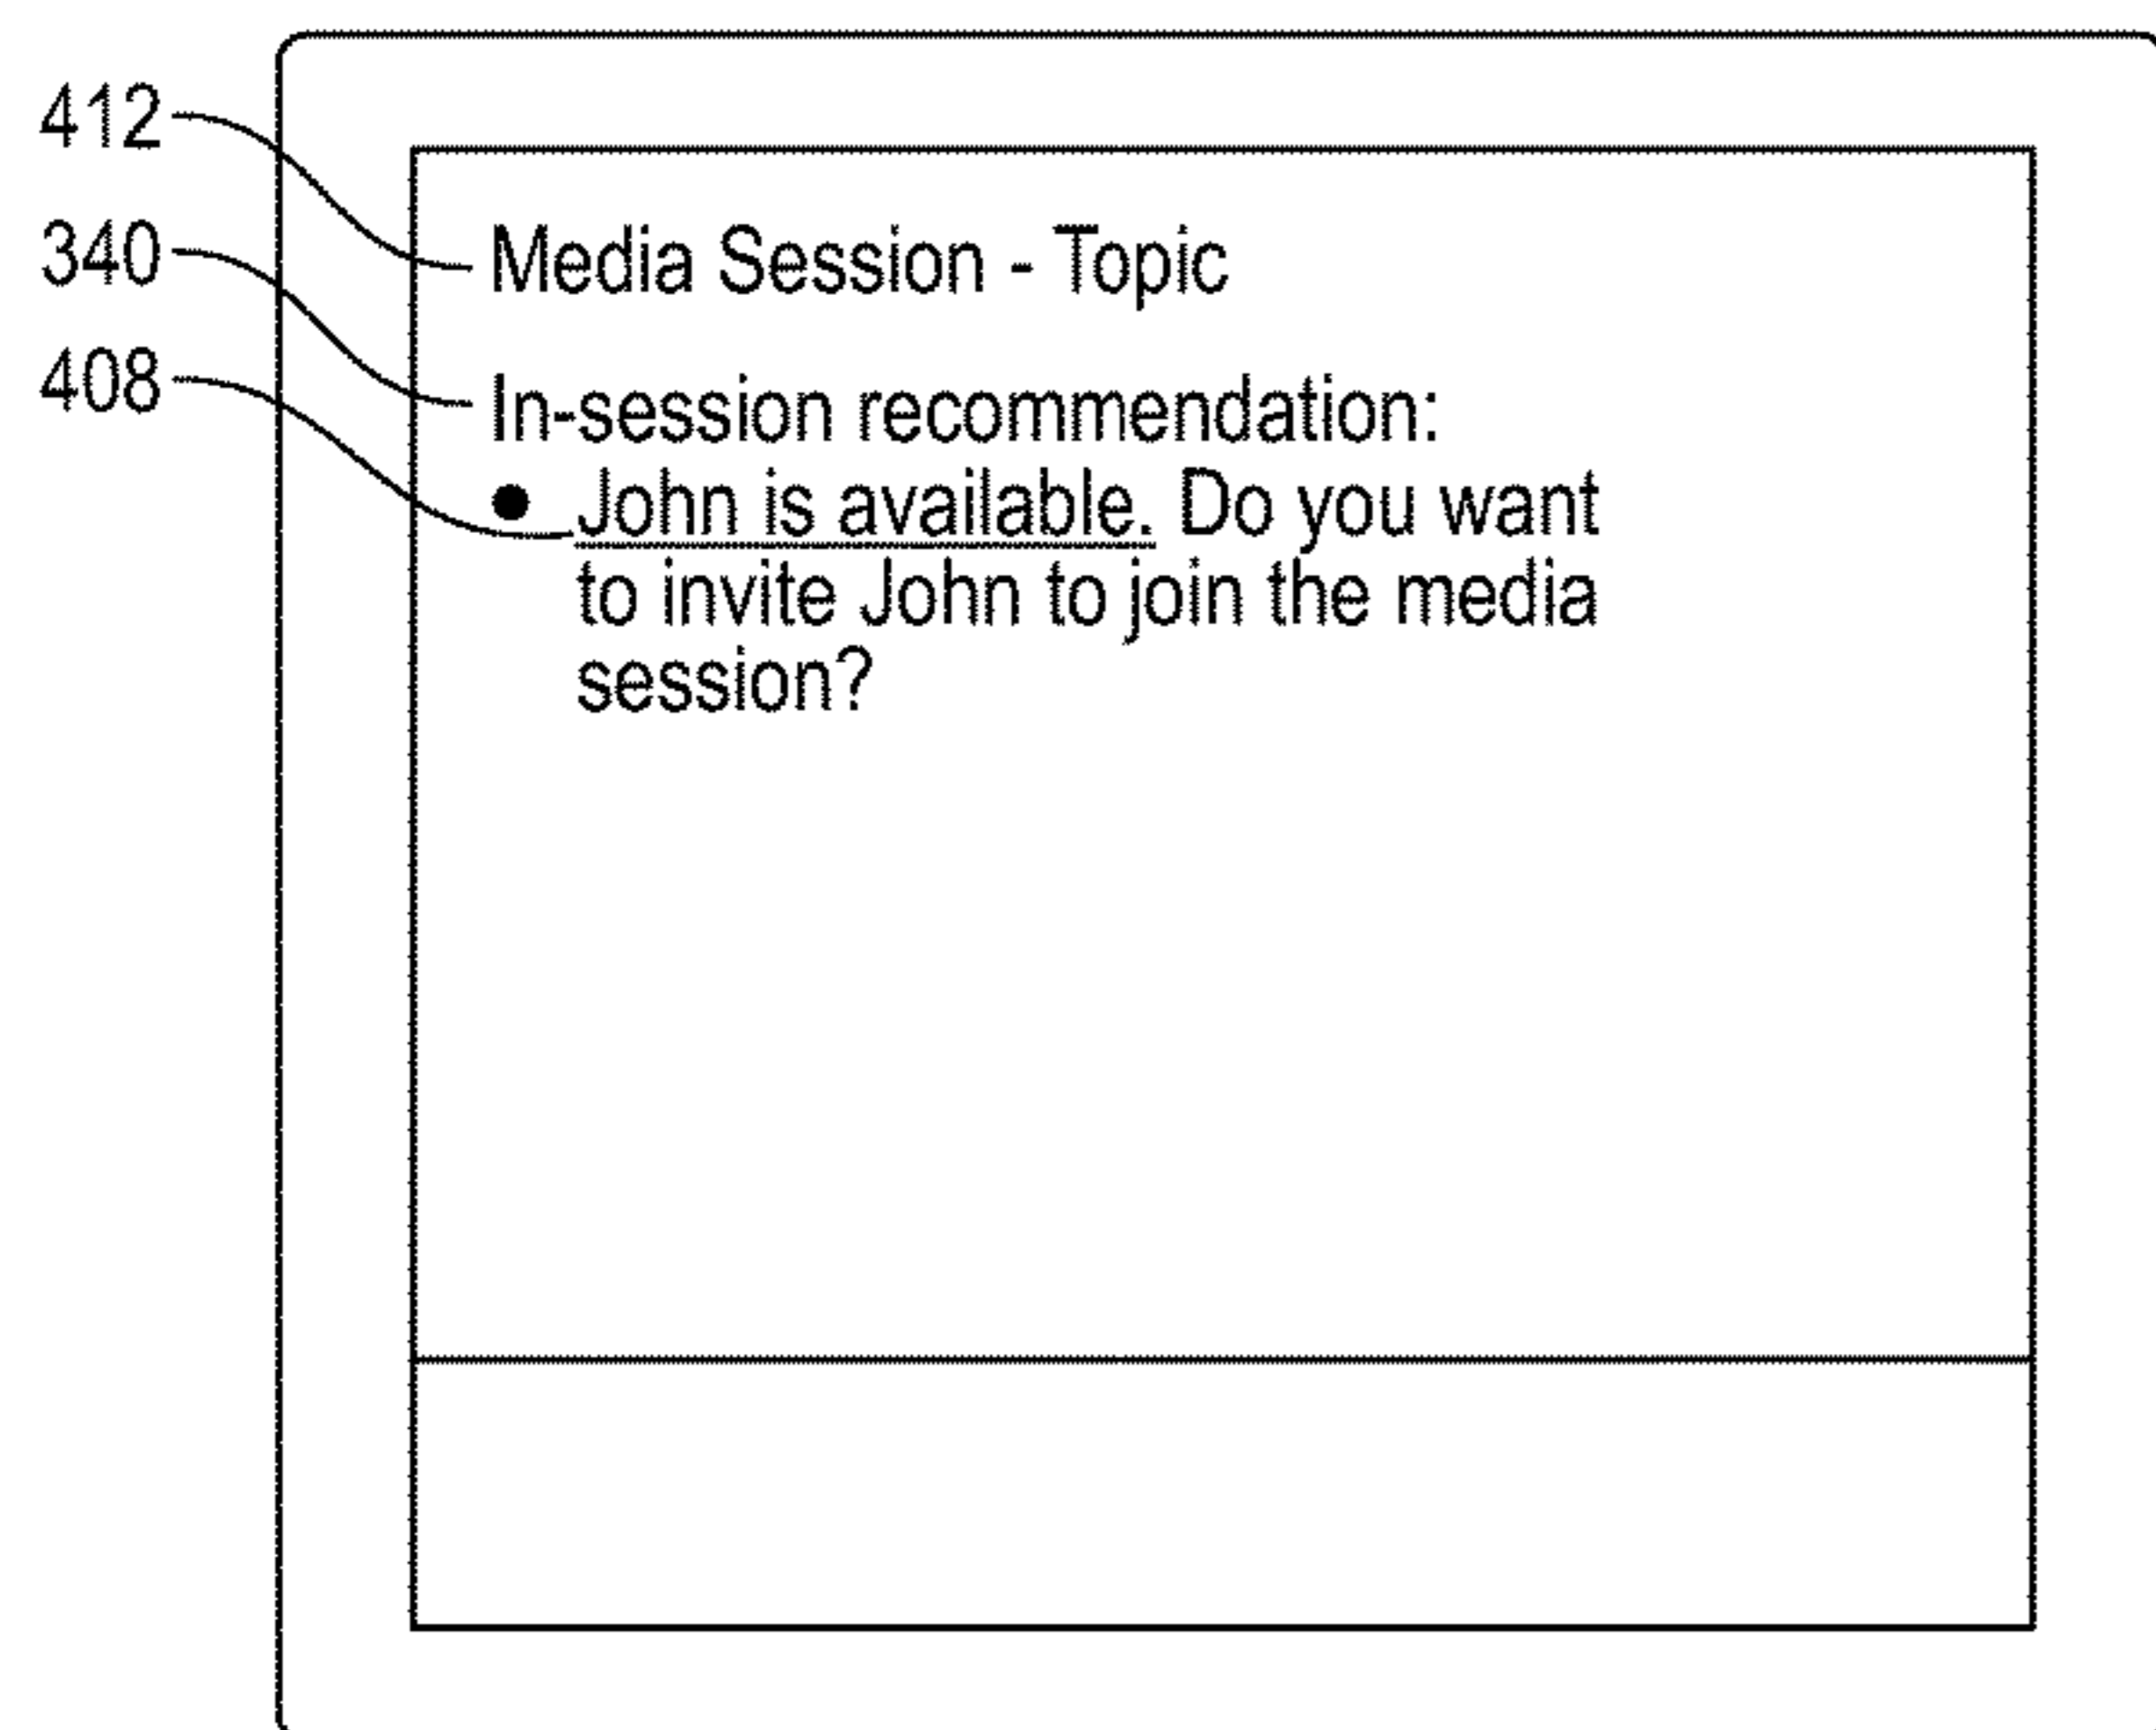 412
Media Session - Topic
340
In-session recommendation:
408
● John is available. Do you want
to invite John to join the media
session?